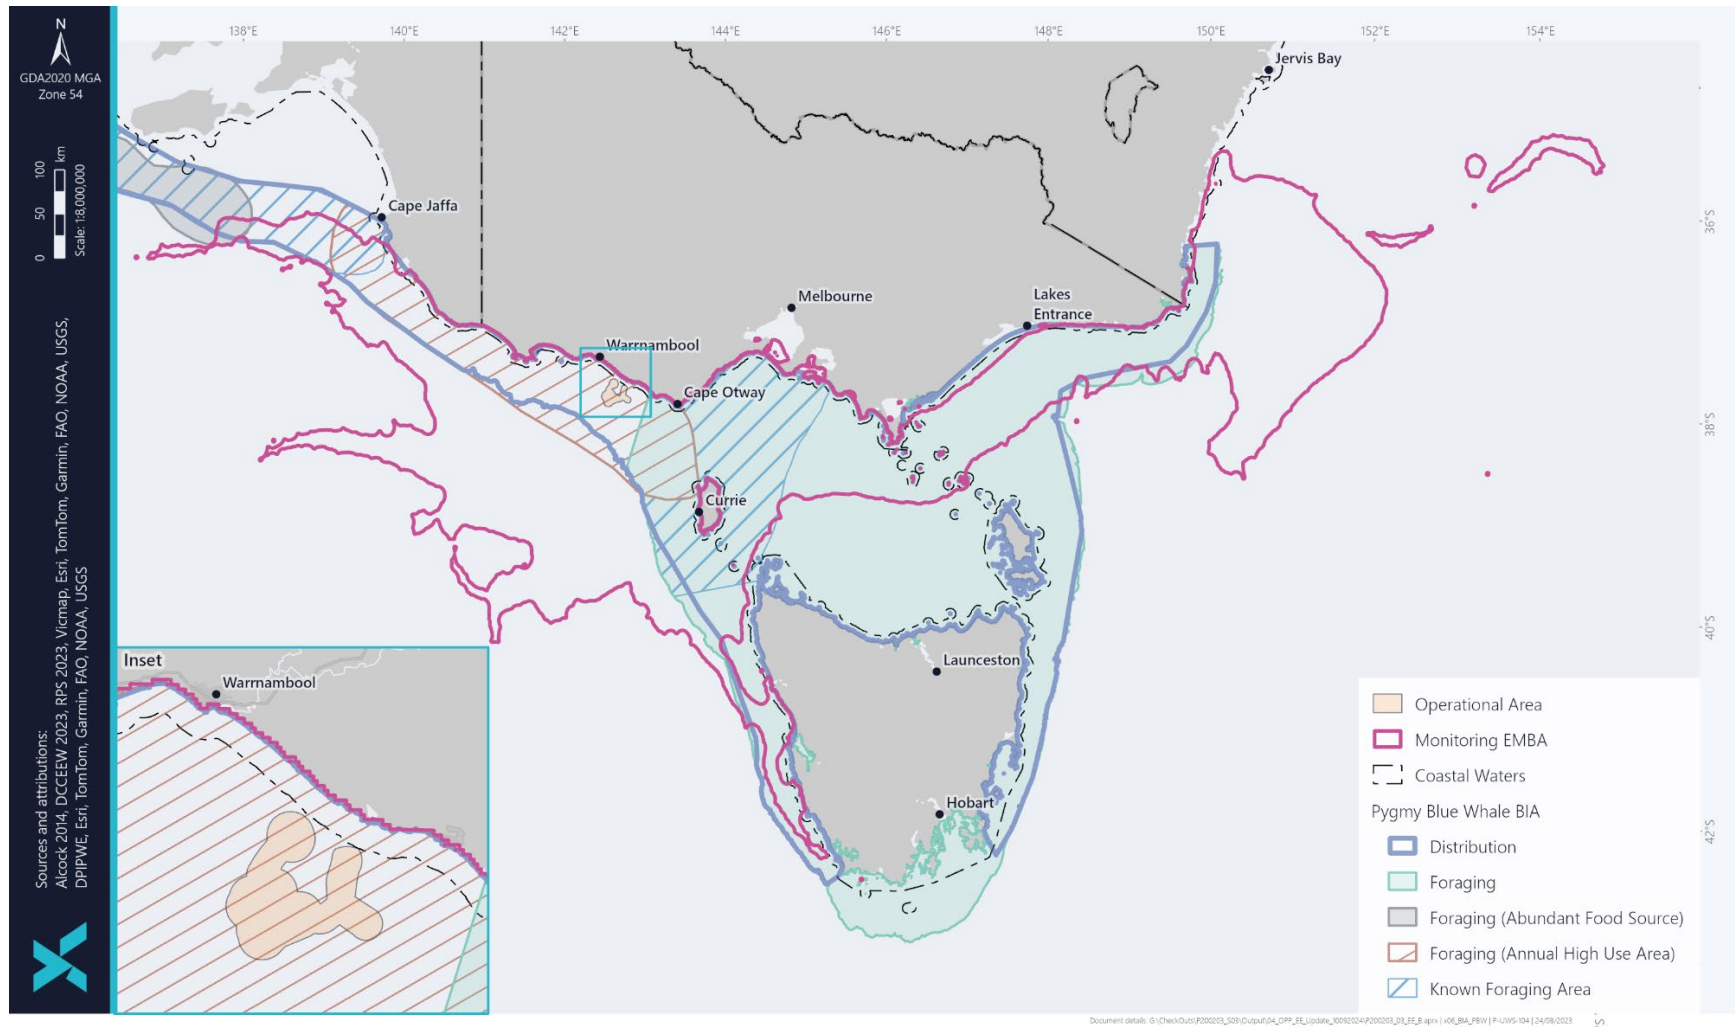 N
GDA2020 MGA
Zone 54
0 50 100 km
Scale: 1:8,000,000
Sources and attributions:
Alcock 2014, DCCEEW 2023, RPS 2023, Vicmap, Esri, TomTom, Garmin, FAO, NOAA, USGS,
DPIPWE, Esri, TomTom, Garmin, FAO, NOAA, USGS
138°E 140°E 142°E 144°E 146°E 148°E 150°E 152°E 154°E
36°S
38°S
40°S
42°S
Jervis Bay
Cape Jaffa
Melbourne
Lakes
Entrance
Warrnambool
Cape Otway
Currie
Launceston
Hobart
Inset
Warrnambool
Operational Area
Monitoring EMBA
Coastal Waters
Pygmy Blue Whale BIA
Distribution
Foraging
Foraging (Abundant Food Source)
Foraging (Annual High Use Area)
Known Foraging Area